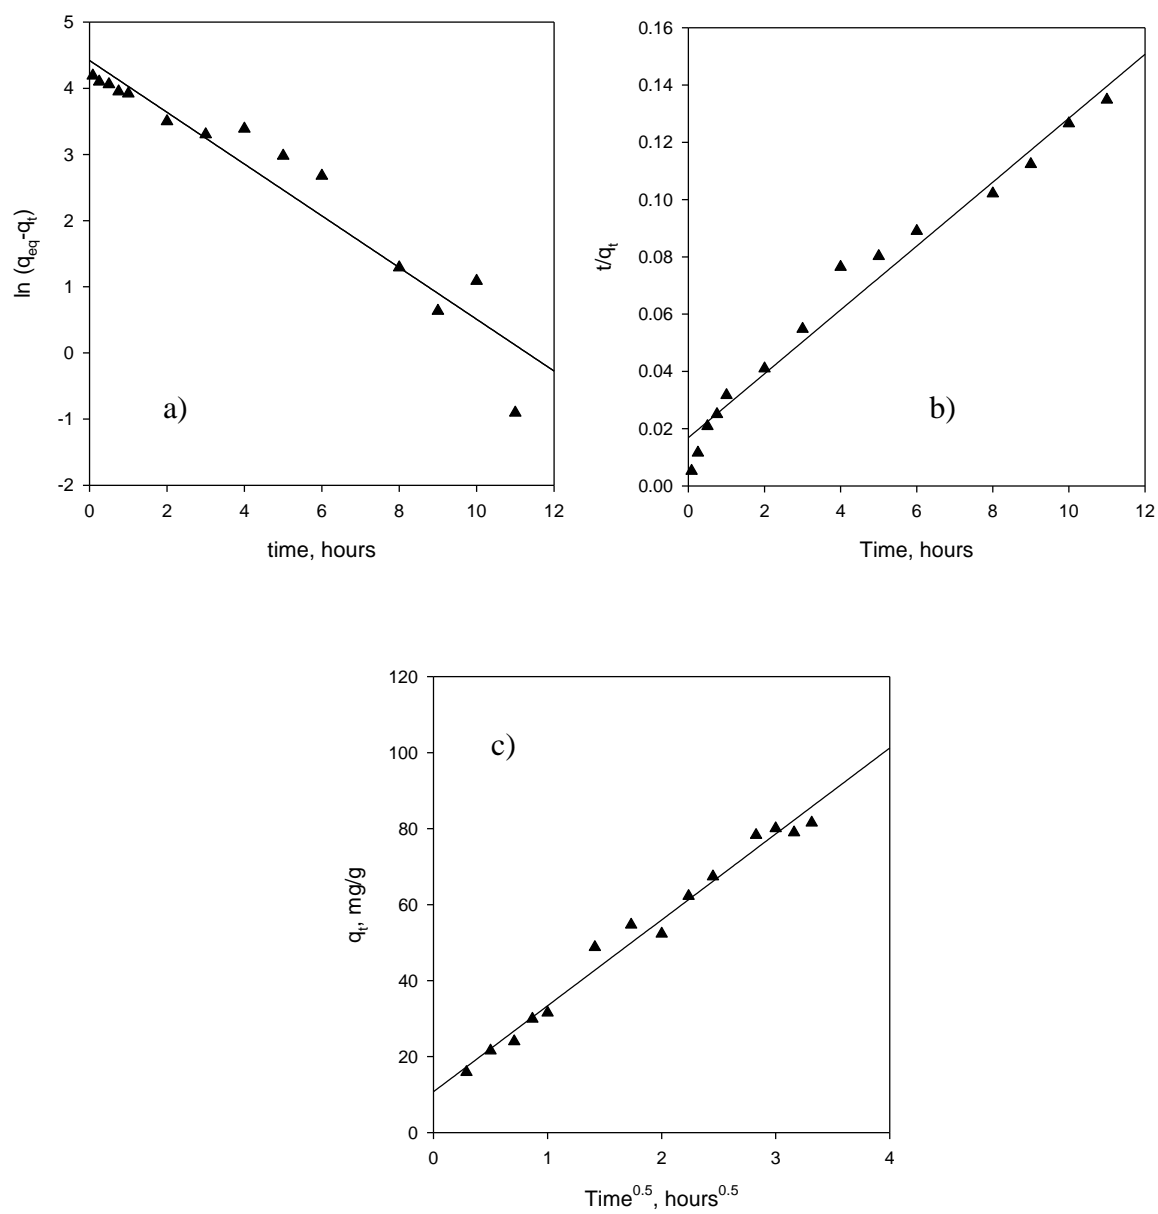 5
4
3
2
1
0
-1
-2
ln (q_eq-q_t)
a)
0 2 4 6 8 10 12
time, hours
0.16
0.14
0.12
0.10
0.08
0.06
0.04
0.02
0.00
t/q_t
b)
0 2 4 6 8 10 12
Time, hours
120
100
80
60
40
20
0
q_t, mg/g
c)
0 1 2 3 4
Time^0.5, hours^0.5